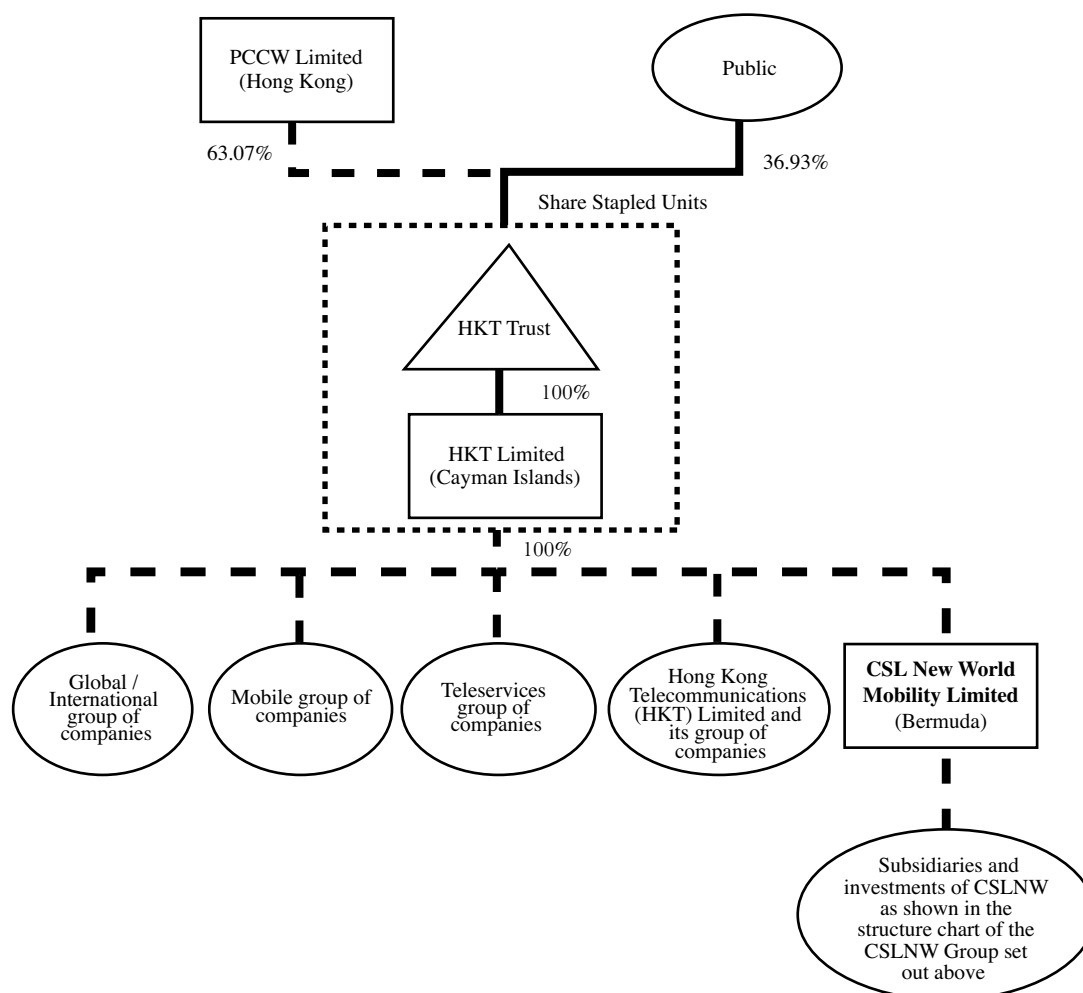 PCCW Limited
(Hong Kong)
Public
63.07%
36.93%
Share Stapled Units
HKT Trust
100%
HKT Limited
(Cayman Islands)
100%
Global /
International
group of
companies
Mobile group of
companies
Teleservices
group of
companies
Hong Kong
Telecommunications
(HKT) Limited and
its group of
companies
CSL New World
Mobility Limited
(Bermuda)
Subsidiaries and
investments of CSLNW
as shown in the
structure chart of the
CSLNW Group set
out above